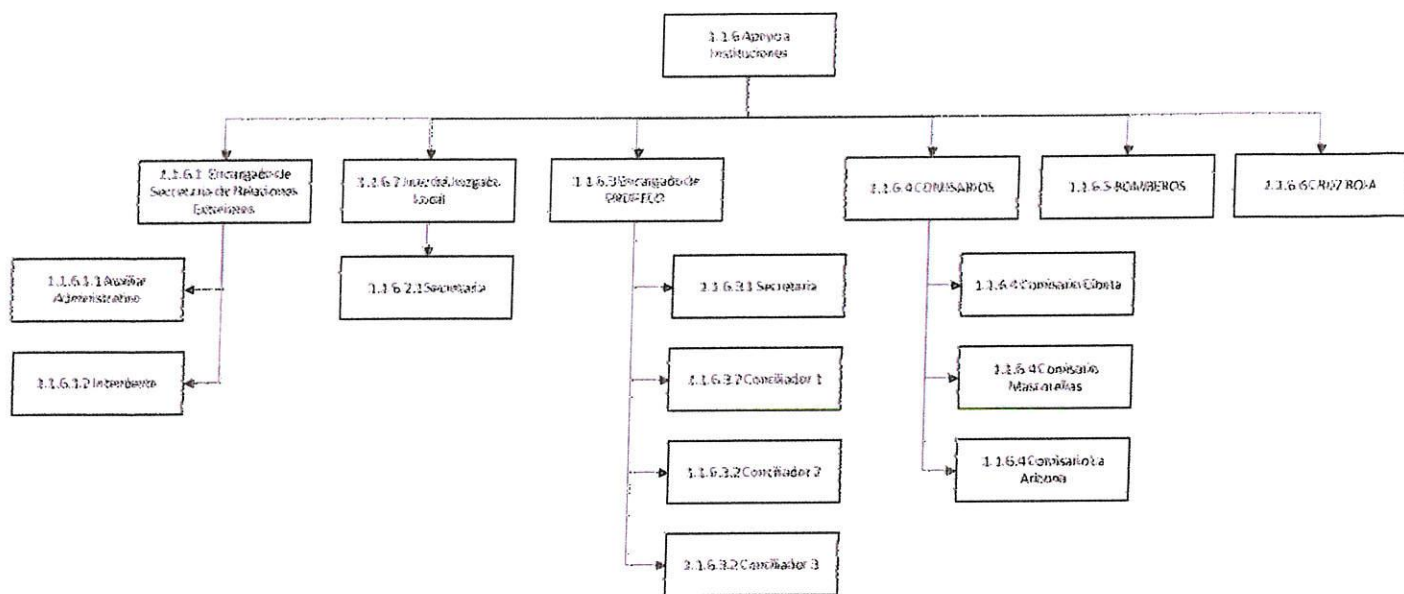 1.1.6 Apoyo a
Instituciones
1.1.6.1 Encargado de
Secretaria de Relaciones
Exteriores
1.1.6.2 Juez del Juzgado
Local
1.1.6.3 Encargado de
PROFECO
1.1.6.4 COMISARIOS
1.1.6.5 BOMBEROS
1.1.6.6 CRUZ ROJA
1.1.6.1.1 Auxiliar
Administrativo
1.1.6.2.1 Secretaria
1.1.6.3.1 Secretaria
1.1.6.4 Comisario Cibuta
1.1.6.1.2 Intendente
1.1.6.3.2 Conciliador 1
1.1.6.4 Comisario
Mascareñas
1.1.6.3.2 Conciliador 2
1.1.6.4 Comisario La
Arizona
1.1.6.3.2 Conciliador 3